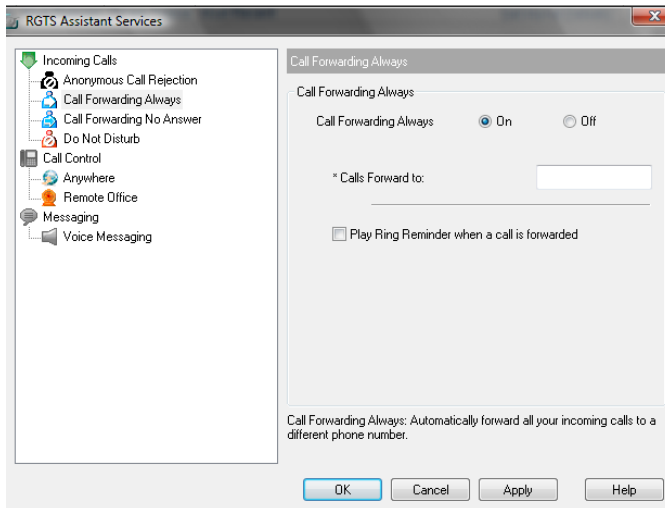 RGTS Assistant Services
Incoming Calls
Anonymous Call Rejection
Call Forwarding Always
Call Forwarding No Answer
Do Not Disturb
Call Control
Anywhere
Remote Office
Messaging
Voice Messaging
Call Forwarding Always
Call Forwarding Always
Call Forwarding Always On Off
* Calls Forward to:
Play Ring Reminder when a call is forwarded
Call Forwarding Always: Automatically forward all your incoming calls to a
different phone number.
OK Cancel Apply Help